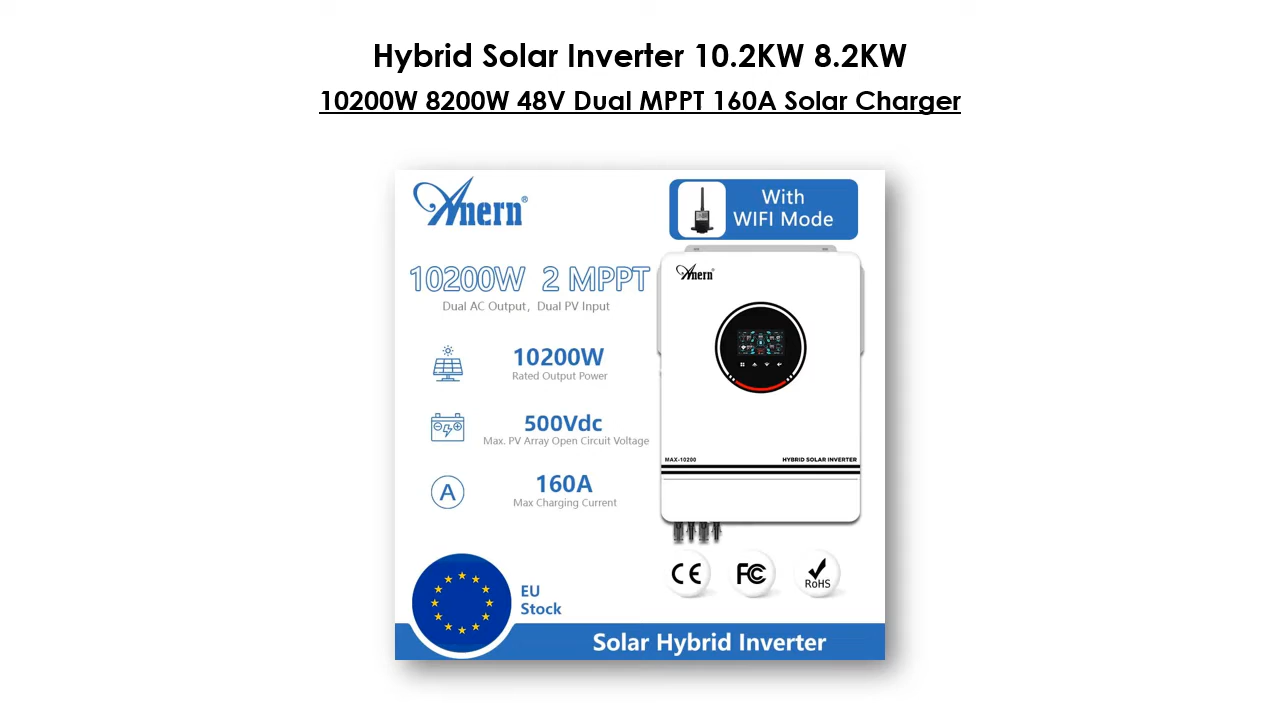 Hybrid Solar Inverter 10.2KW 8.2KW
10200W 8200W 48V Dual MPPT 160A Solar Charger
Anern®
With
WIFI Mode
10200W 2 MPPT
Dual AC Output, Dual PV Input
10200W
Rated Output Power
500Vdc
Max. PV Array Open Circuit Voltage
A
160A
Max Charging Current
Anern®
MAX-10200
HYBRID SOLAR INVERTER
CE
FC
RoHS
EU
Stock
Solar Hybrid Inverter